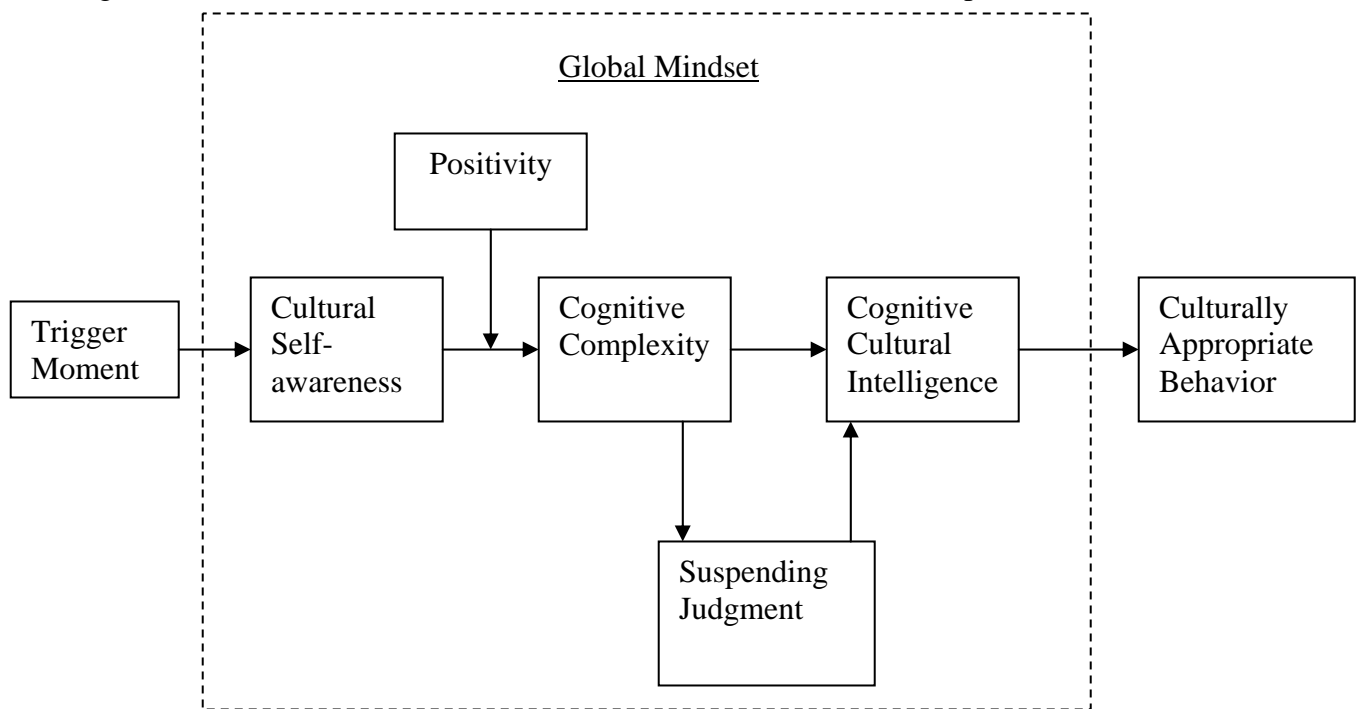 Global Mindset
Positivity
Trigger
Moment
Cultural
Self-
awareness
Cognitive
Complexity
Cognitive
Cultural
Intelligence
Culturally
Appropriate
Behavior
Suspending
Judgment